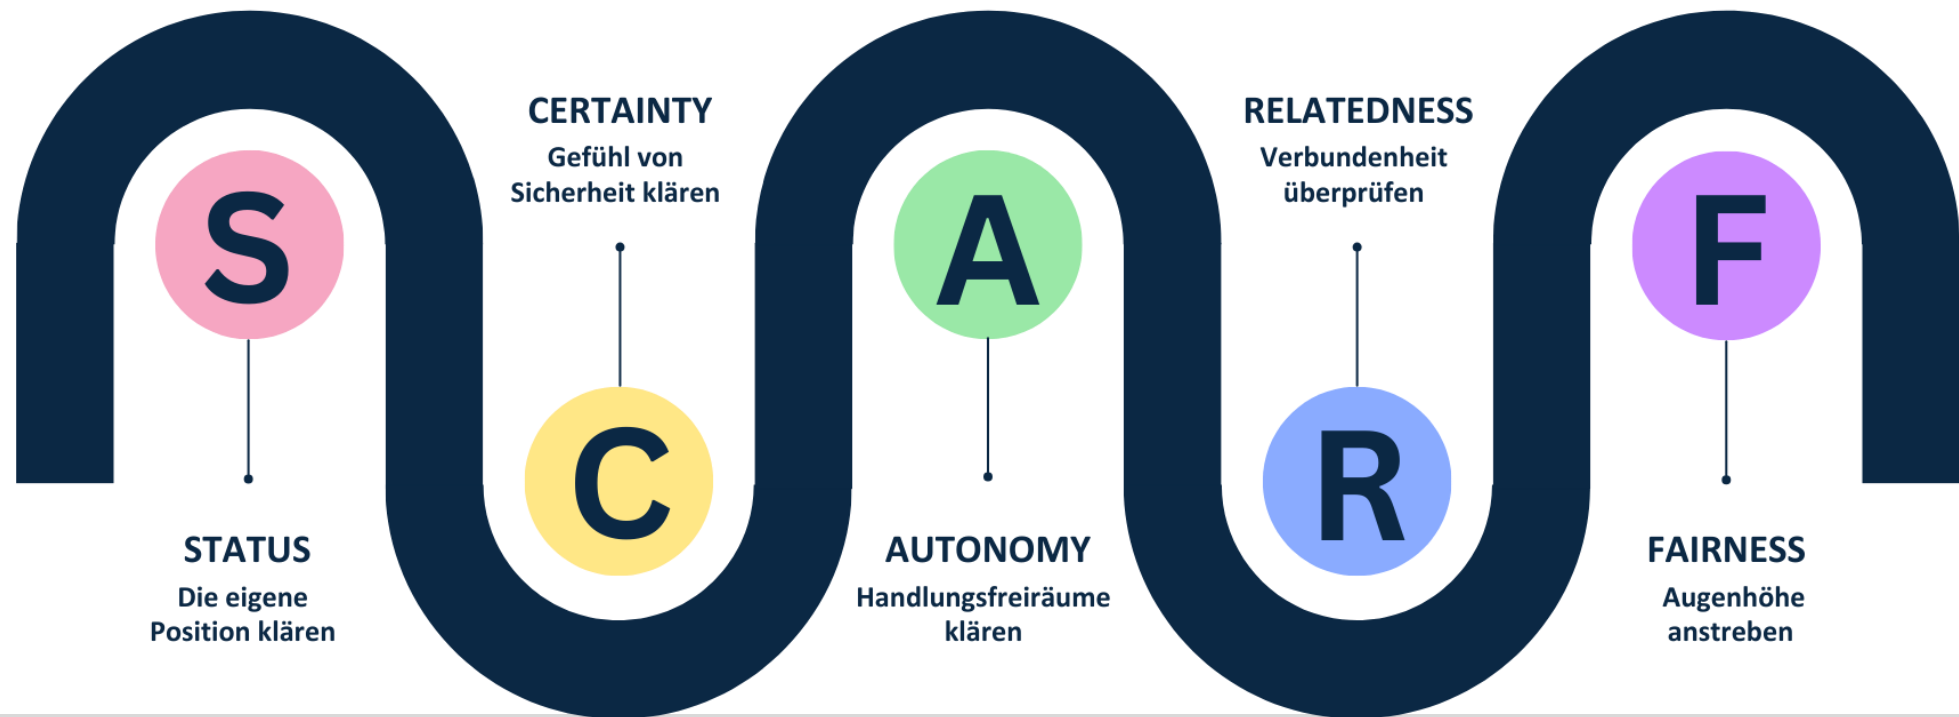 S
STATUS
Die eigene
Position klären
CERTAINTY
Gefühl von
Sicherheit klären
C
A
AUTONOMY
Handlungsfreiräume
klären
RELATEDNESS
Verbundenheit
überprüfen
R
F
FAIRNESS
Augenhöhe
anstreben